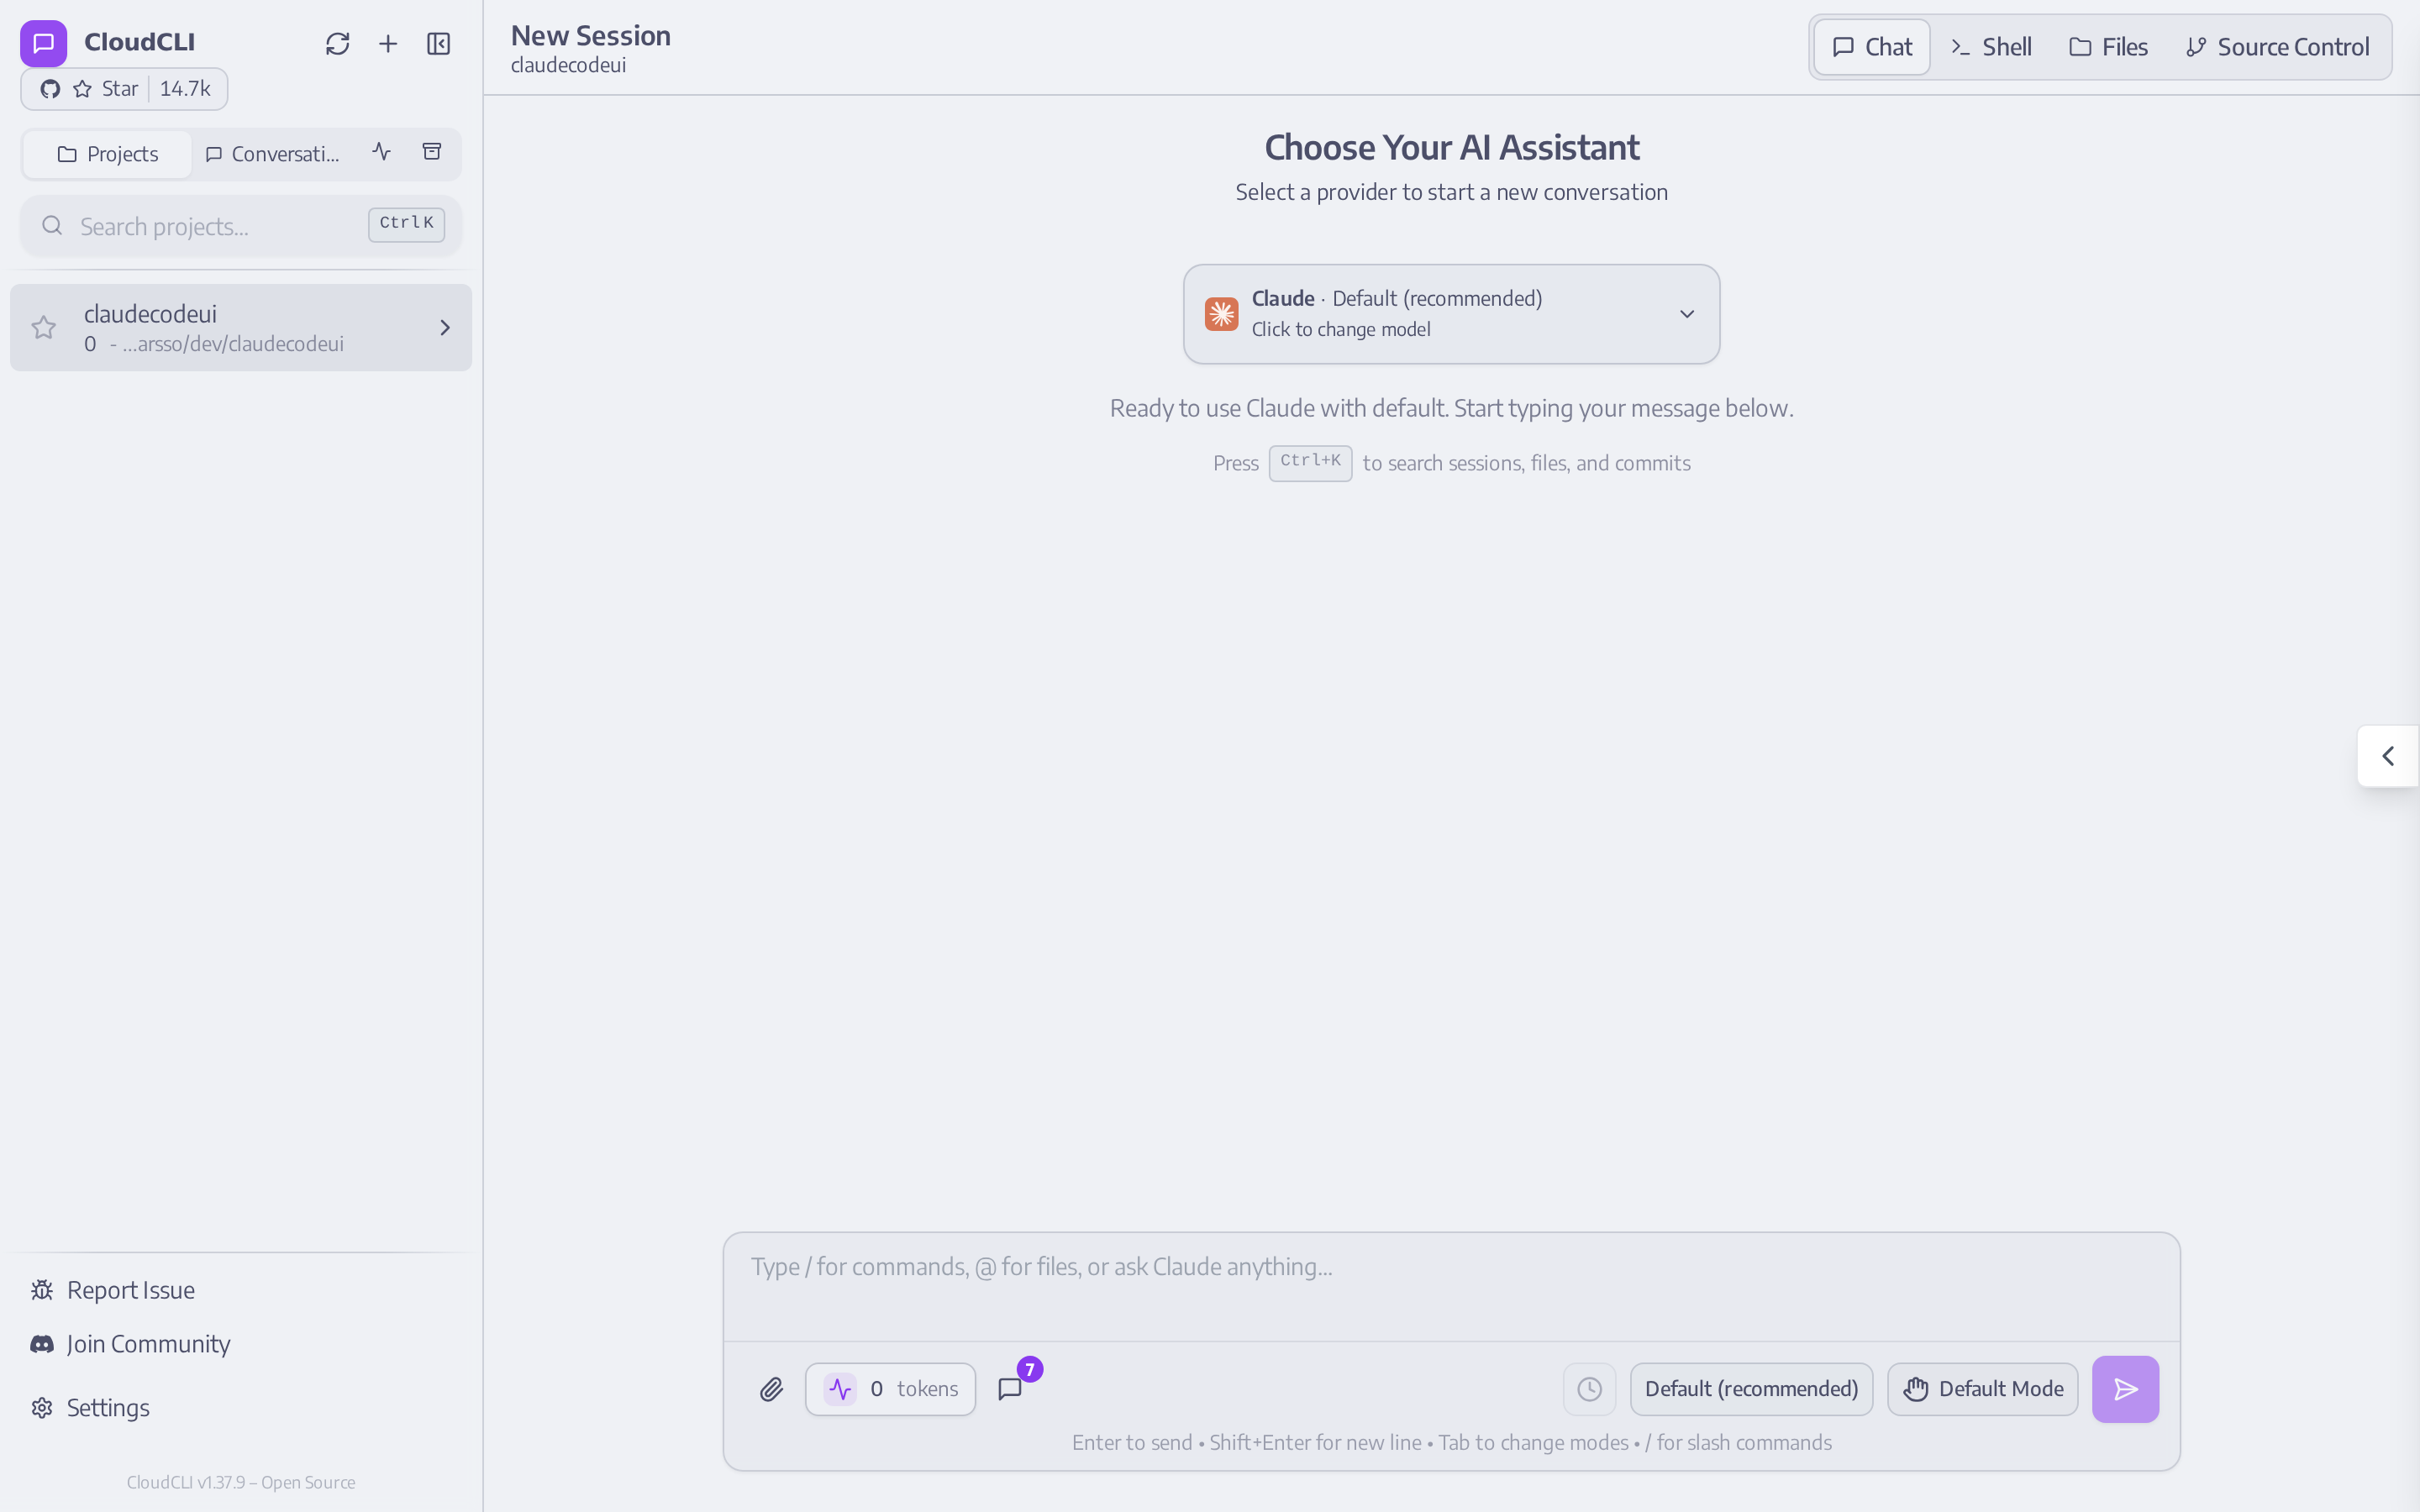 CloudCLI
Star 14.7k
Projects
Conversati...
Search projects...
Ctrl K
claudecodeui
0 - ...arsso/dev/claudecodeui
Report Issue
Join Community
Settings
CloudCLI v1.37.9 – Open Source
New Session
claudecodeui
Chat
Shell
Files
Source Control
Choose Your AI Assistant
Select a provider to start a new conversation
Claude · Default (recommended)
Click to change model
Ready to use Claude with default. Start typing your message below.
Press Ctrl+K to search sessions, files, and commits
Type / for commands, @ for files, or ask Claude anything...
0 tokens
7
Default (recommended)
Default Mode
Enter to send • Shift+Enter for new line • Tab to change modes • / for slash commands